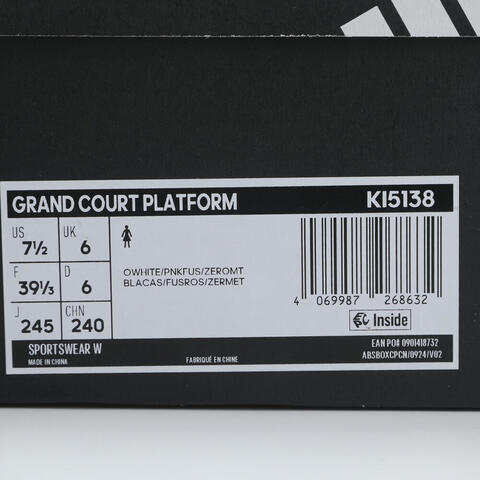 GRAND COURT PLATFORM KI5138
US 7½ UK 6
F 39⅓ D 6
J 245 CHN 240
OWHITE/PNKFUS/ZEROMT
BLACAS/FUSROS/ZERMET
4 069987 268632
Inside
SPORTSWEAR W
MADE IN CHINA
FABRIQUÉ EN CHINE
EAN PO# 0901418732
ABSBOXCPCN/0924/V02